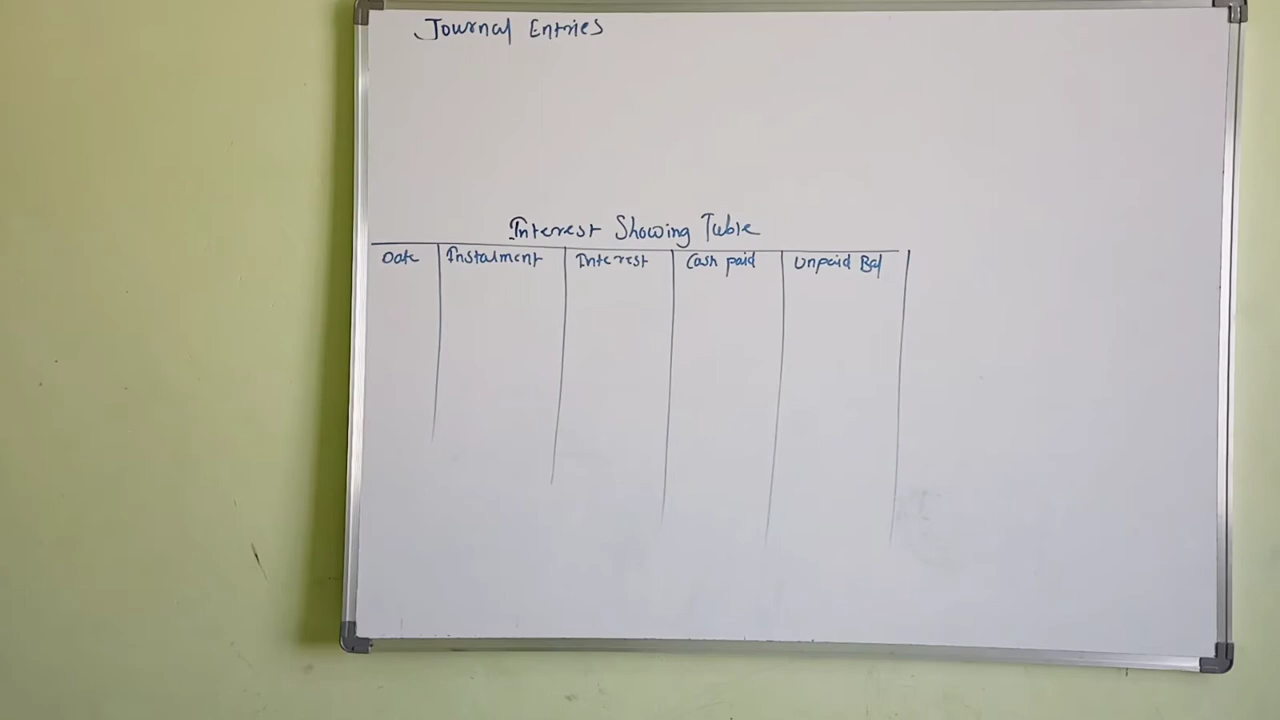 Journal Entries
Interest Showing Table
Date Instalment Interest Cash paid Unpaid Bal